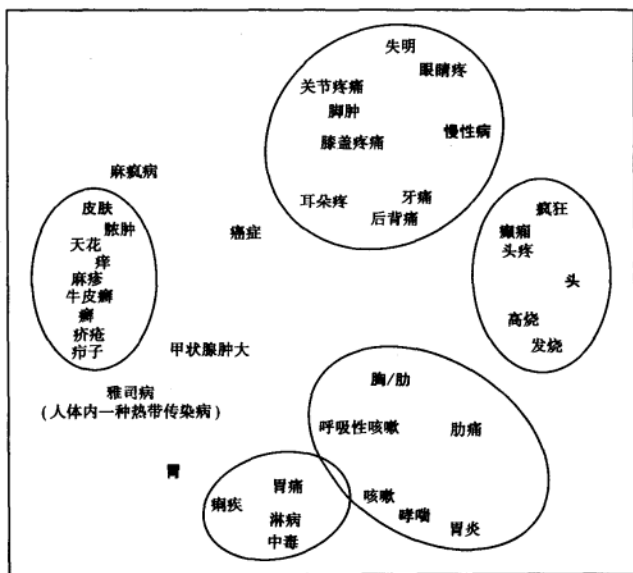 失明
眼睛疼
关节疼痛
脚肿
慢性病
膝盖疼痛
耳朵疼
牙痛
后背痛
麻疯病
皮肤
脓肿
天花
痒
麻疹
牛皮癣
癣
疥疮
疖子
癌症
甲状腺肿大
雅司病
(人体内一种热带传染病)
疯狂
癫痫
头疼
头
高烧
发烧
胸/肋
呼吸性咳嗽
肋痛
咳嗽
哮喘
胃炎
胃
胃痛
痢疾
淋病
中毒